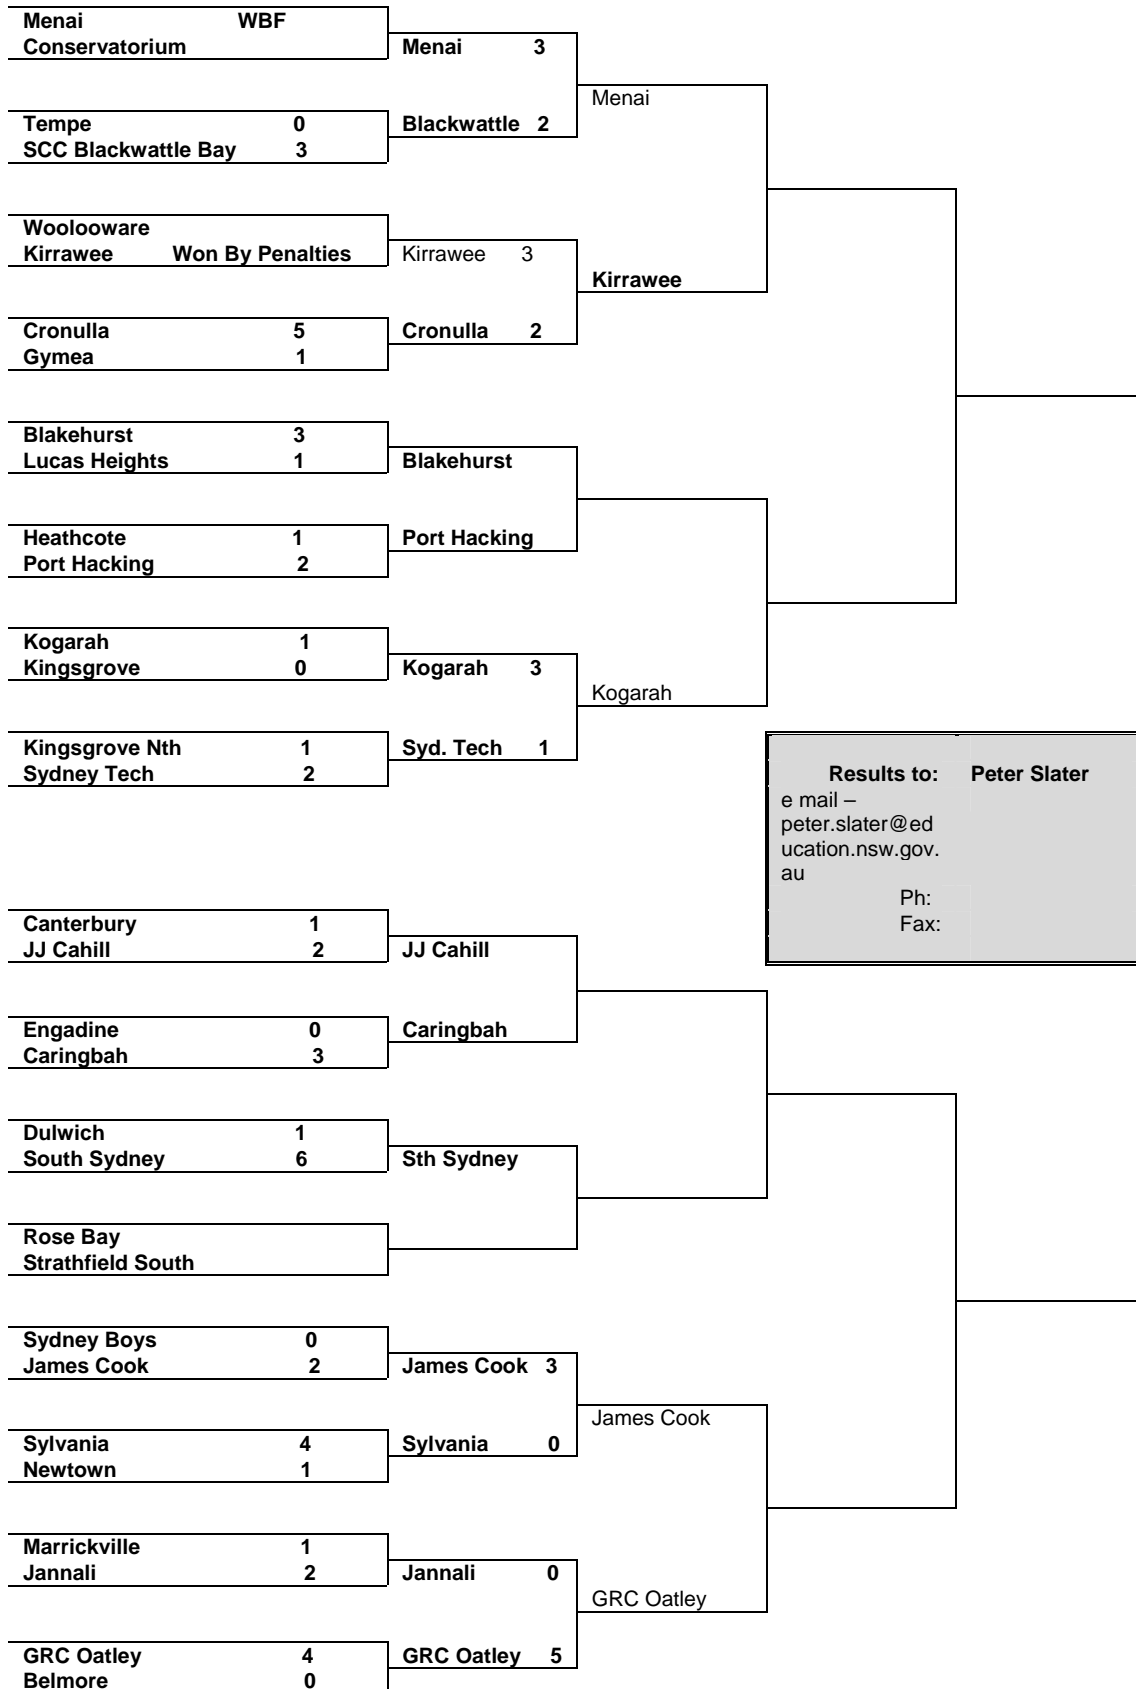 Menai WBF
Conservatorium
Menai 3
Menai
Tempe 0
SCC Blackwattle Bay 3
Blackwattle 2
Woolooware
Kirrawee Won By Penalties
Kirrawee 3
Kirrawee
Cronulla 5
Gymea 1
Cronulla 2
Blakehurst 3
Lucas Heights 1
Blakehurst
Heathcote 1
Port Hacking 2
Port Hacking
Kogarah 1
Kingsgrove 0
Kogarah 3
Kogarah
Kingsgrove Nth 1
Sydney Tech 2
Syd. Tech 1
Results to: Peter Slater
e mail –
peter.slater@ed
ucation.nsw.gov.
au
Ph:
Fax:
Canterbury 1
JJ Cahill 2
JJ Cahill
Engadine 0
Caringbah 3
Caringbah
Dulwich 1
South Sydney 6
Sth Sydney
Rose Bay
Strathfield South
Sydney Boys 0
James Cook 2
James Cook 3
James Cook
Sylvania 4
Newtown 1
Sylvania 0
Marrickville 1
Jannali 2
Jannali 0
GRC Oatley
GRC Oatley 4
Belmore 0
GRC Oatley 5